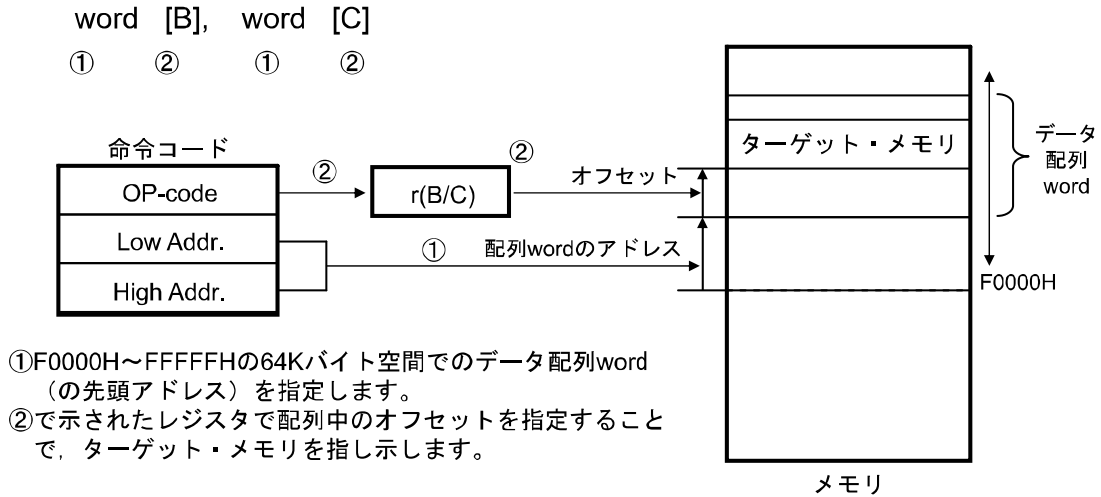 word [B], word [C]
① ② ① ②
命令コード
OP-code
Low Addr.
High Addr.
②
r(B/C)
②
オフセット
①
配列wordのアドレス
ターゲット・メモリ
データ
配列
word
F0000H
メモリ
①F0000H～FFFFFHの64Kバイト空間でのデータ配列word
（の先頭アドレス）を指定します。
②で示されたレジスタで配列中のオフセットを指定すること
で，ターゲット・メモリを指し示します。